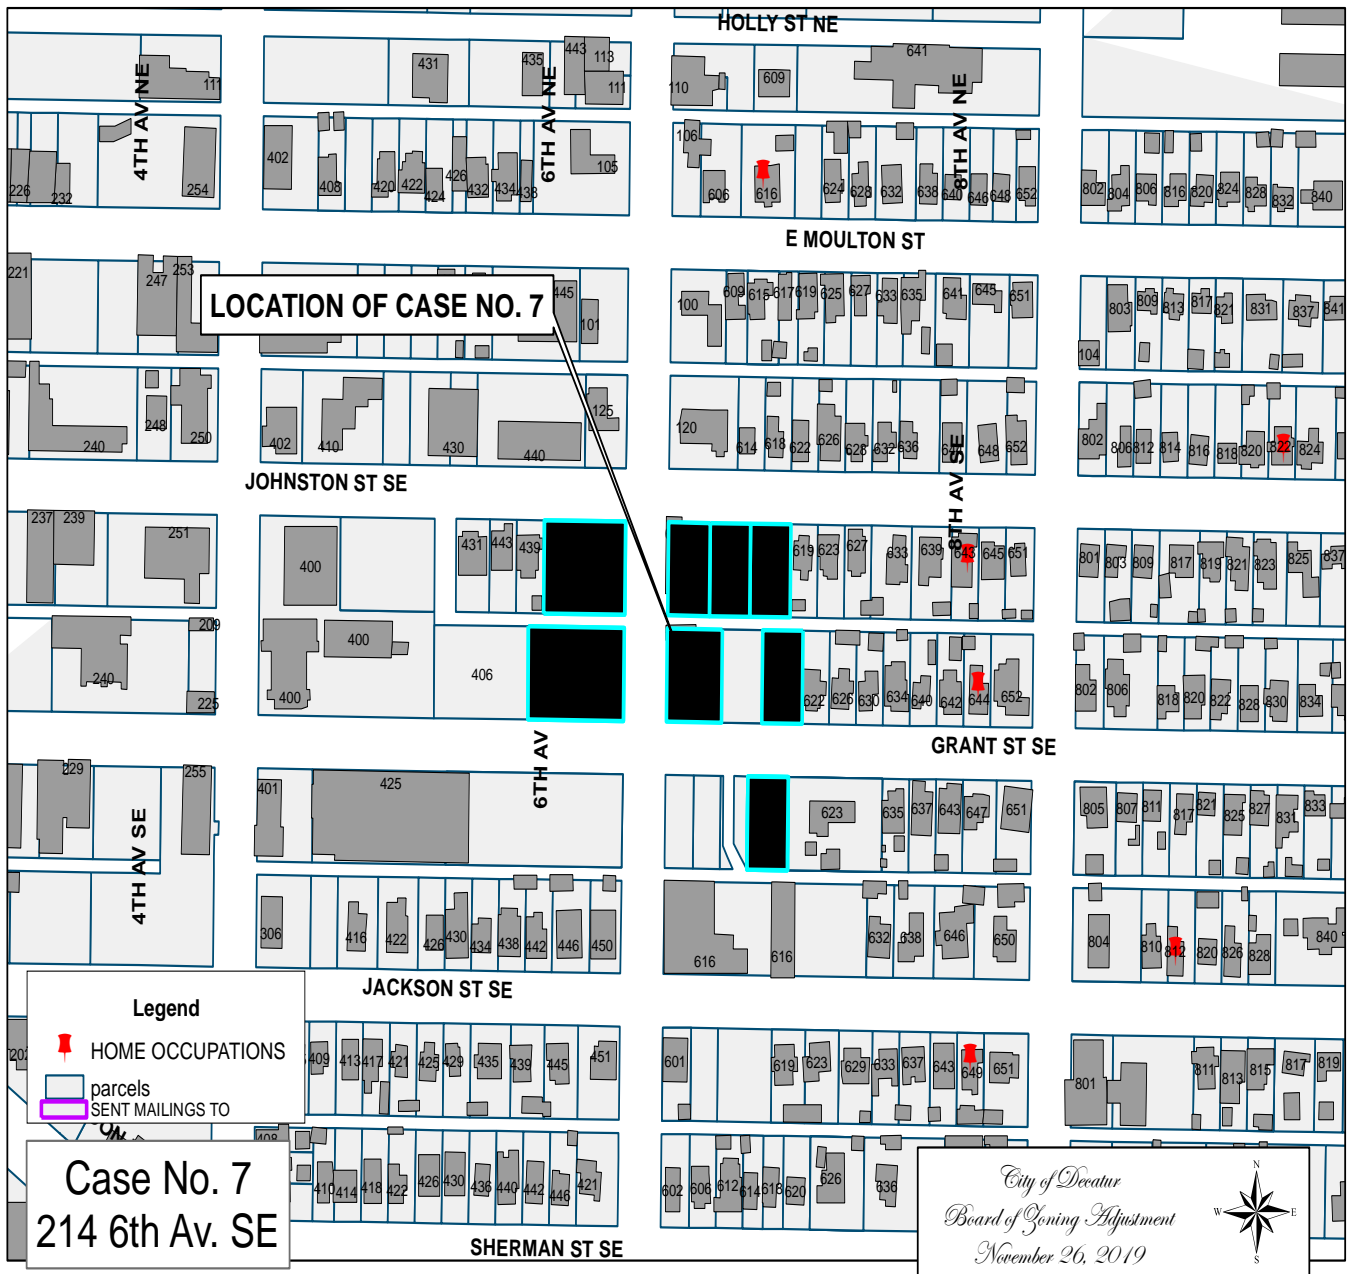 HOLLY ST NE
443 113 435 431 111 111
110 609 641
4TH AV NE
6TH AV NE
8TH AV NE
226 232 254
402 408 420 422 424 426 432 434 438 105
106 606 616 624 628 632 638 640 646 648 652
802 804 806 816 820 824 828 832 840
E MOULTON ST
221 247 253
LOCATION OF CASE NO. 7
445 101
100 609 615 617 619 625 627 633 635 641 645 651
803 809 813 817 821 831 837 841
104
240 248 250
402 410 430 440 125
120 614 618 622 626 628 632 636 648 652
802 806 812 814 816 818 820 822 824
8TH AV SE
JOHNSTON ST SE
237 239 251
400 431 443 439
619 623 627 633 639 643 645 651
801 803 809 817 819 821 823 825 837
209
240 225
400 400 406
622 626 630 634 640 642 644 652
802 806 818 820 822 828 830 834
GRANT ST SE
6TH AV
229 255
401 425
623 635 637 643 647 651
805 807 811 817 821 825 827 831 833
4TH AV SE
306 416 422 426 430 434 438 442 446 450
616 616 632 638 646 650
804 810 812 820 826 828 840
JACKSON ST SE
Legend
HOME OCCUPATIONS
parcels
SENT MAILINGS TO
409 413 417 421 425 429 435 439 445 451
601 619 623 629 633 637 643 649 651
801 811 813 815 817 819
408
410 414 418 422 426 430 436 440 442 446 421
602 606 612 614 618 620 626 636
Case No. 7
214 6th Av. SE
SHERMAN ST SE
City of Decatur
Board of Zoning Adjustment
November 26, 2019
N
W E
S